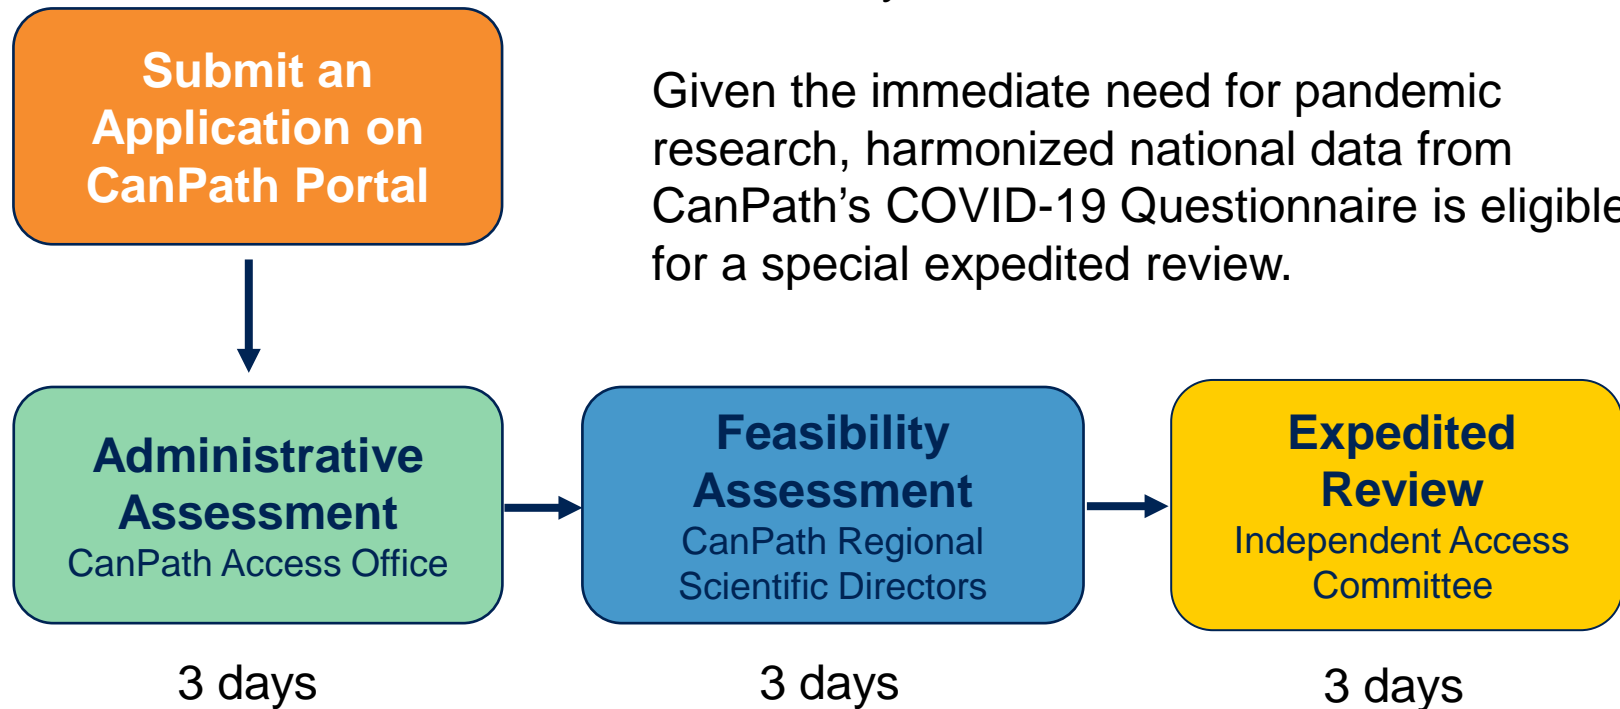 Submit an
Application on
CanPath Portal
Given the immediate need for pandemic
research, harmonized national data from
CanPath’s COVID-19 Questionnaire is eligible
for a special expedited review.
Administrative
Assessment
CanPath Access Office
Feasibility
Assessment
CanPath Regional
Scientific Directors
Expedited
Review
Independent Access
Committee
3 days
3 days
3 days